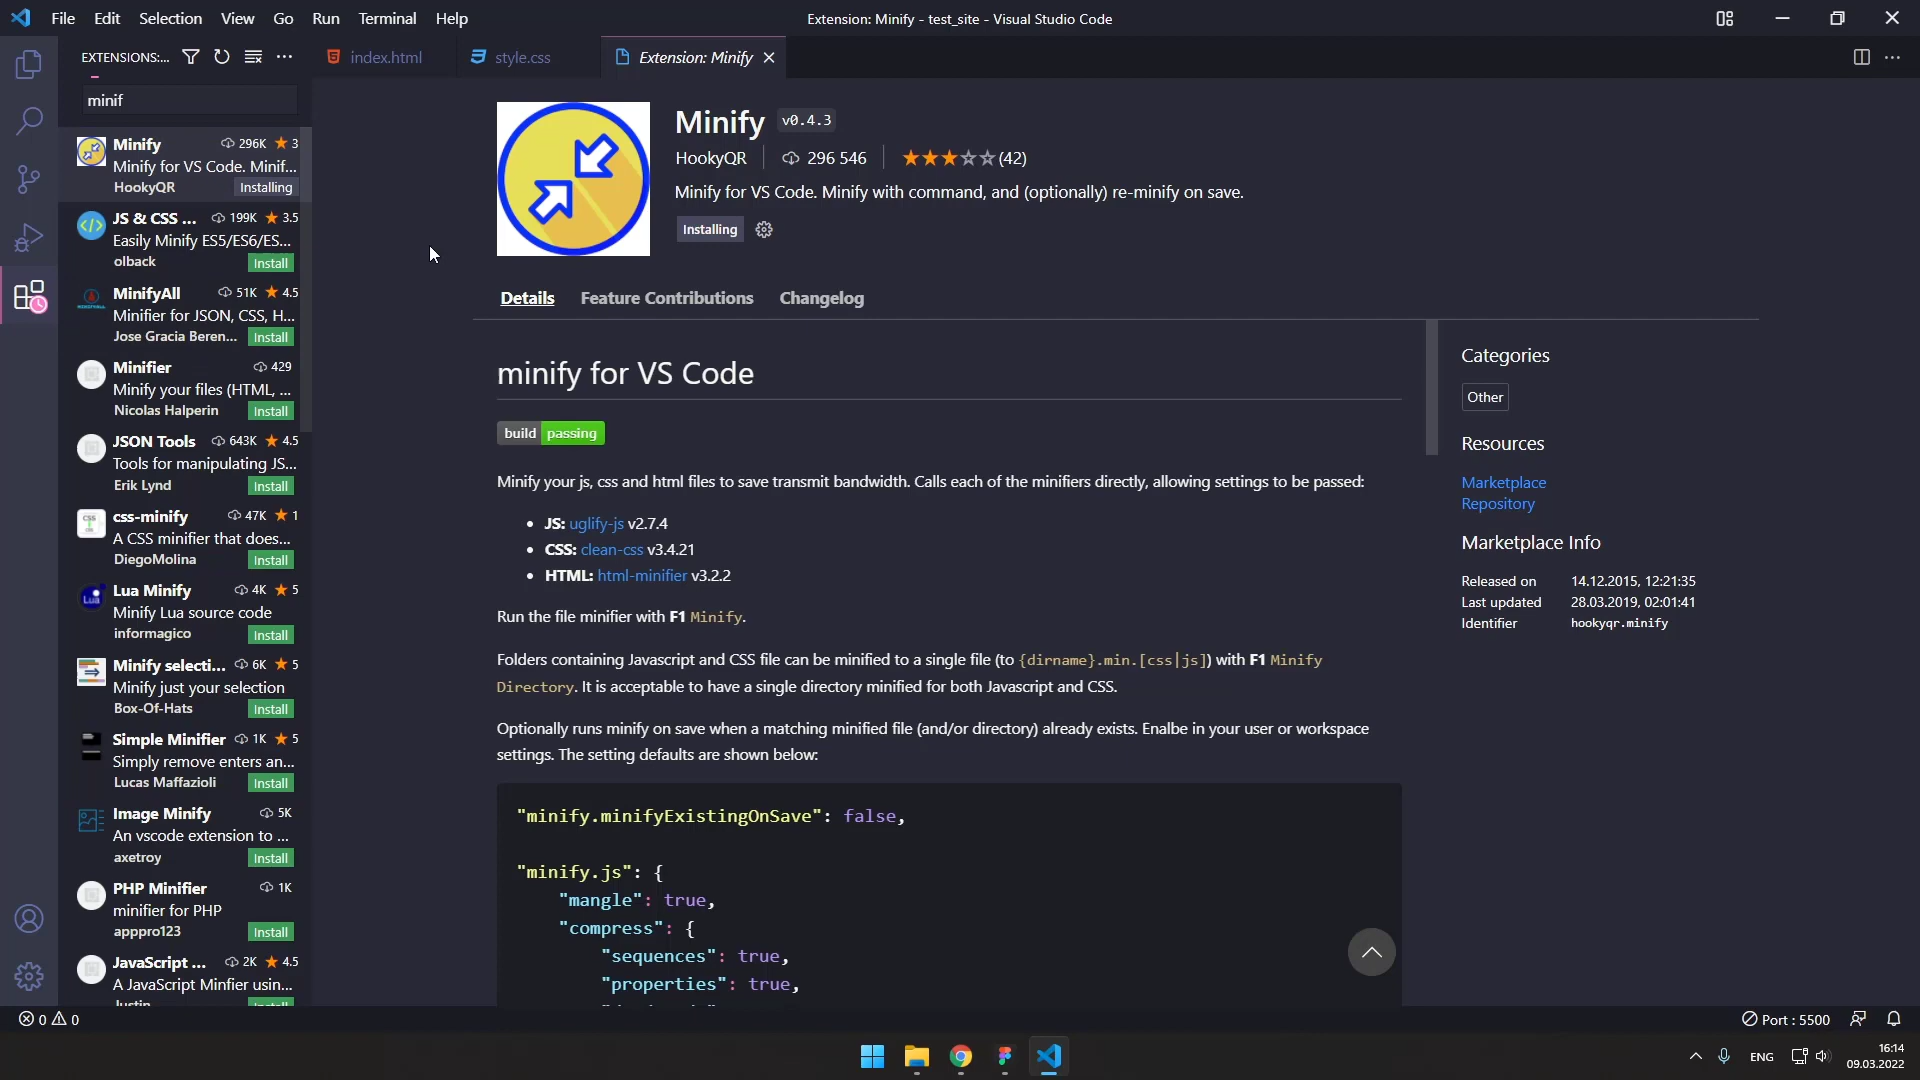 File Edit Selection View Go Run Terminal Help
Extension: Minify - test_site - Visual Studio Code
EXTENSIONS:...
index.html
style.css
Extension: Minify
minif
Minify 296K 3
Minify for VS Code. Minif...
HookyQR Installing
JS & CSS ... 199K 3.5
Easily Minify ES5/ES6/ES...
olback Install
MinifyAll 51K 4.5
Minifier for JSON, CSS, H...
Jose Gracia Beren... Install
Minifier 429
Minify your files (HTML, ...
Nicolas Halperin Install
JSON Tools 643K 4.5
Tools for manipulating JS...
Erik Lynd Install
css-minify 47K 1
A CSS minifier that does...
DiegoMolina Install
Lua Minify 4K 5
Minify Lua source code
informagico Install
Minify selecti... 6K 5
Minify just your selection
Box-Of-Hats Install
Simple Minifier 1K 5
Simply remove enters an...
Lucas Maffazioli Install
Image Minify 5K
An vscode extension to ...
axetroy Install
PHP Minifier 1K
minifier for PHP
apppro123 Install
JavaScript ... 2K 4.5
A JavaScript Minfier usin...
Minify v0.4.3
HookyQR 296 546 (42)
Minify for VS Code. Minify with command, and (optionally) re-minify on save.
Installing
Details Feature Contributions Changelog
minify for VS Code
build passing
Minify your js, css and html files to save transmit bandwidth. Calls each of the minifiers directly, allowing settings to be passed:
• JS: uglify-js v2.7.4
• CSS: clean-css v3.4.21
• HTML: html-minifier v3.2.2
Run the file minifier with F1 Minify.
Folders containing Javascript and CSS file can be minified to a single file (to {dirname}.min.[css|js]) with F1 Minify
Directory. It is acceptable to have a single directory minified for both Javascript and CSS.
Optionally runs minify on save when a matching minified file (and/or directory) already exists. Enalbe in your user or workspace
settings. The setting defaults are shown below:
"minify.minifyExistingOnSave": false,
"minify.js": {
"mangle": true,
"compress": {
"sequences": true,
"properties": true,
Categories
Other
Resources
Marketplace
Repository
Marketplace Info
Released on 14.12.2015, 12:21:35
Last updated 28.03.2019, 02:01:41
Identifier hookyqr.minify
0 0
Port : 5500
ENG
16:14
09.03.2022